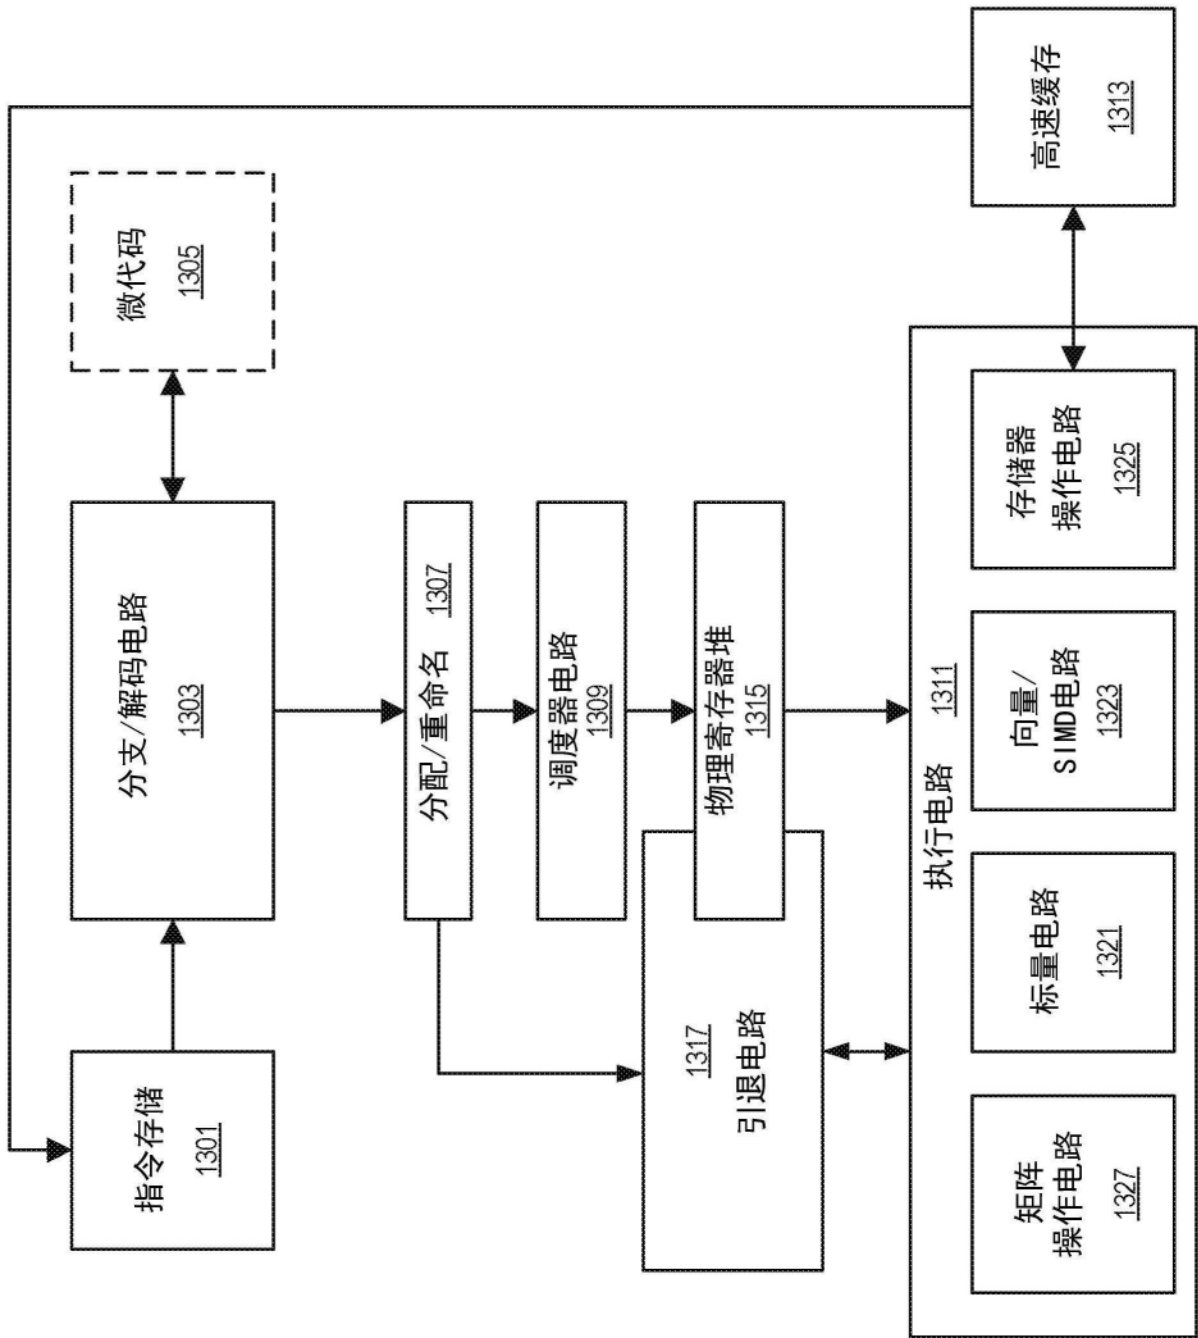 指令存储
1301
分支/解码电路
1303
微代码
1305
分配/重命名 1307
调度器电路
1309
物理寄存器堆
1315
1317
引退电路
执行电路 1311
矩阵
操作电路
1327
标量电路
1321
向量/
SIMD电路
1323
存储器
操作电路
1325
高速缓存
1313